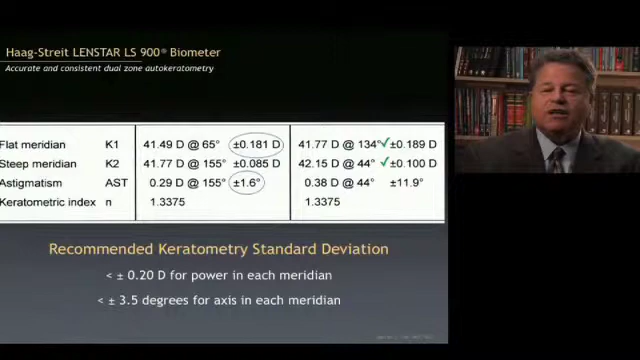 Haag-Streit LENSTAR LS 900® Biometer
Accurate and consistent dual zone autokeratometry
Flat meridian K1 41.49 D @ 65° ±0.181 D 41.77 D @ 134° ✓ ±0.189 D
Steep meridian K2 41.77 D @ 155° ±0.085 D 42.15 D @ 44° ✓ ±0.100 D
Astigmatism AST 0.29 D @ 155° ±1.6° 0.38 D @ 44° ±11.9°
Keratometric index n 1.3375 1.3375
Recommended Keratometry Standard Deviation
< ± 0.20 D for power in each meridian
< ± 3.5 degrees for axis in each meridian